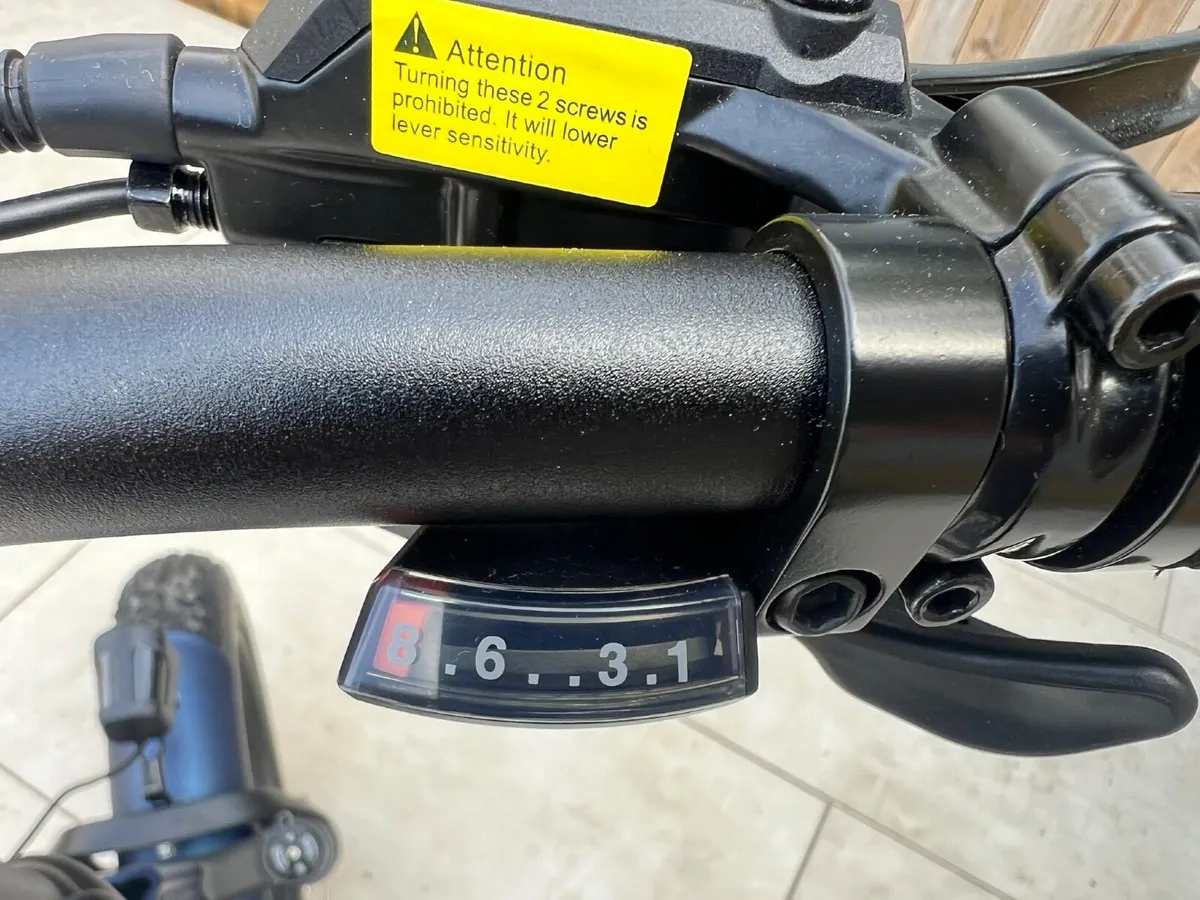 Attention
Turning these 2 screws is
prohibited. It will lower
lever sensitivity.
8 . 6 . . 3 . 1